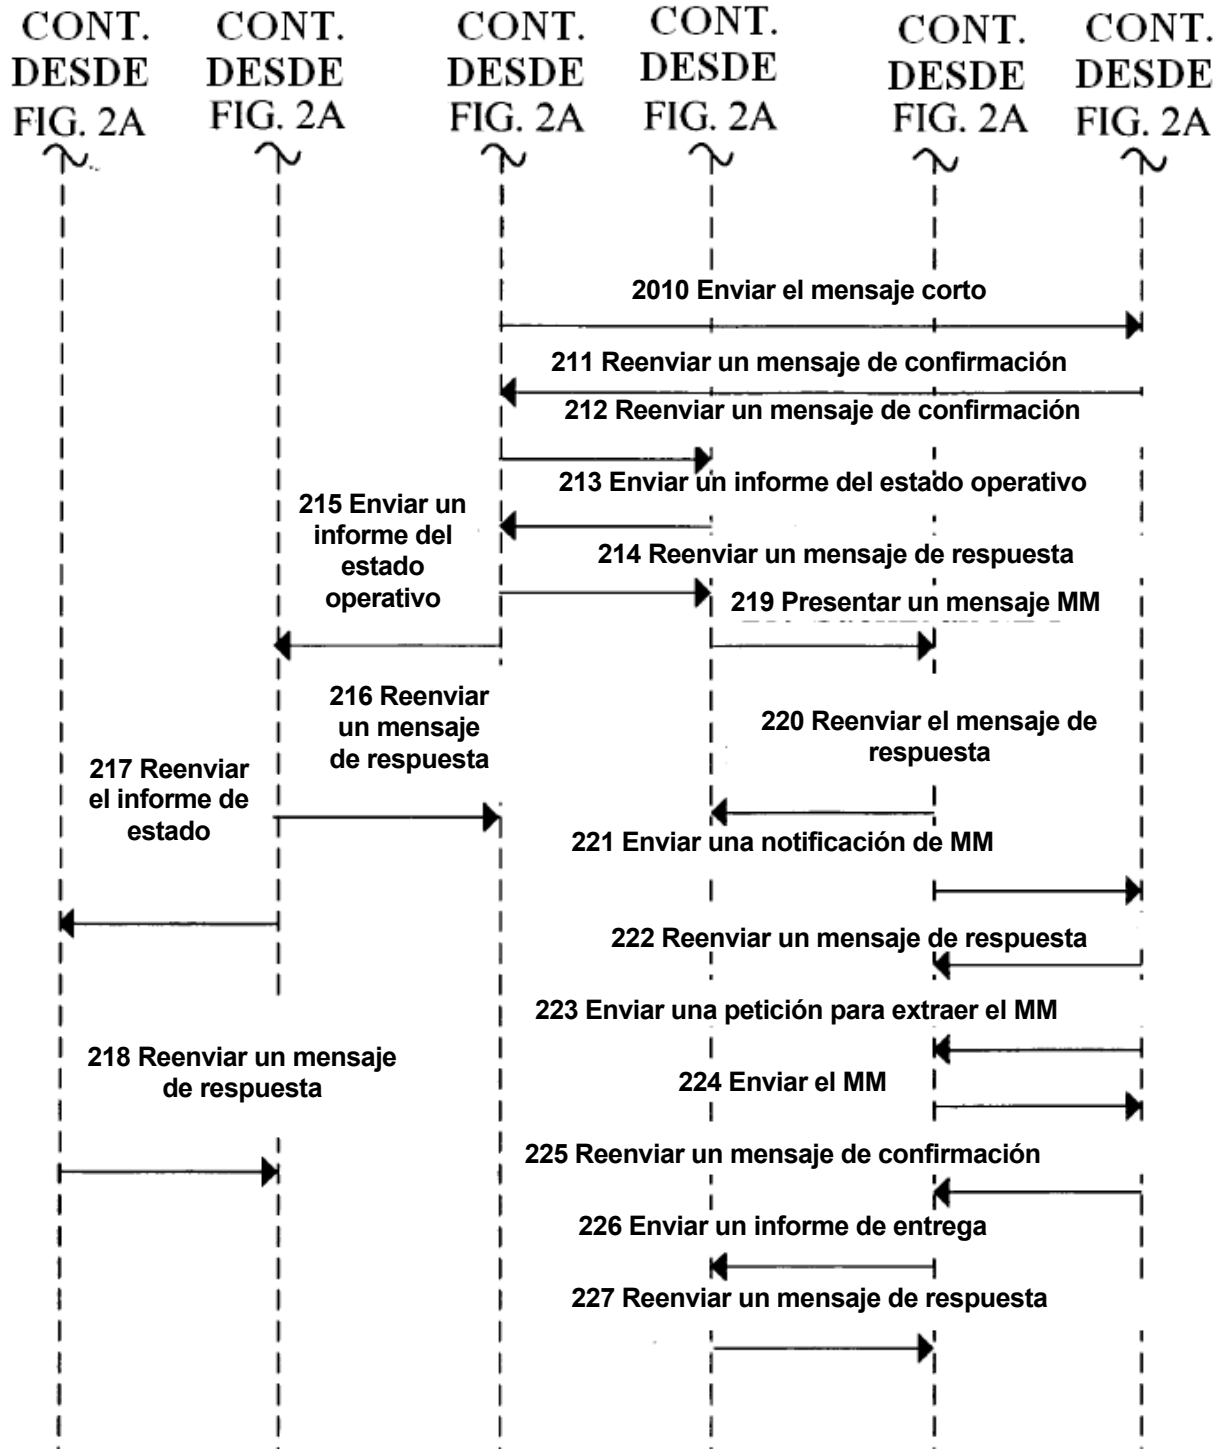 CONT. CONT. CONT. CONT. CONT. CONT.
DESDE DESDE DESDE DESDE DESDE DESDE
FIG. 2A FIG. 2A FIG. 2A FIG. 2A FIG. 2A FIG. 2A
2010 Enviar el mensaje corto
211 Reenviar un mensaje de confirmación
212 Reenviar un mensaje de confirmación
213 Enviar un informe del estado operativo
215 Enviar un
informe del
estado
operativo
214 Reenviar un mensaje de respuesta
219 Presentar un mensaje MM
216 Reenviar
un mensaje
de respuesta
220 Reenviar el mensaje de
respuesta
217 Reenviar
el informe de
estado
221 Enviar una notificación de MM
222 Reenviar un mensaje de respuesta
223 Enviar una petición para extraer el MM
218 Reenviar un mensaje
de respuesta
224 Enviar el MM
225 Reenviar un mensaje de confirmación
226 Enviar un informe de entrega
227 Reenviar un mensaje de respuesta